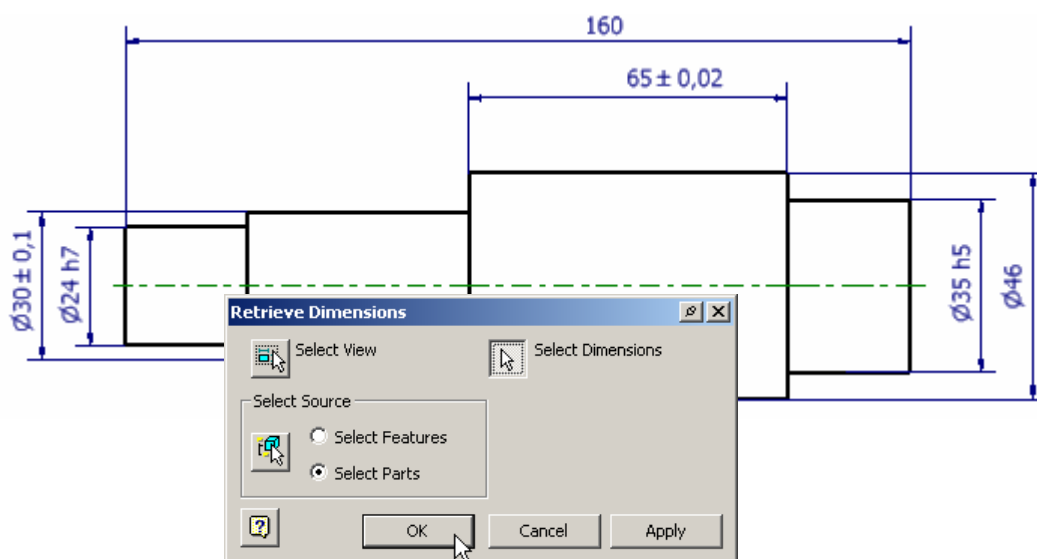 160
65 ± 0,02
Ø30 ± 0,1
Ø24 h7
Ø35 h5
Ø46
Retrieve Dimensions
Select View
Select Dimensions
Select Source
Select Features
Select Parts
OK
Cancel
Apply